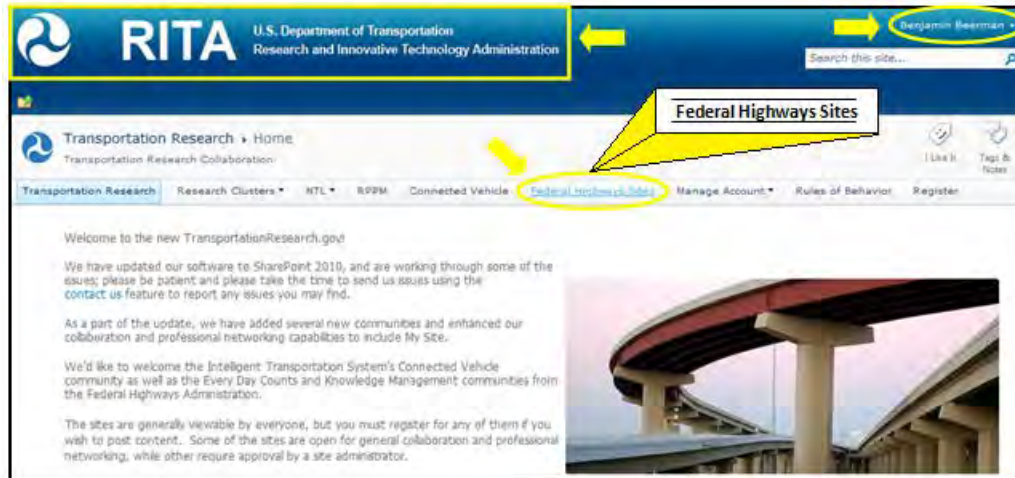 RITA
U.S. Department of Transportation
Research and Innovative Technology Administration
Benjamin Beerman
Search this site...
Federal Highways Sites
Transportation Research › Home
Transportation Research Collaboration
I Like It
Tags & Notes
Transportation Research Research Clusters NTL RPPM Connected Vehicle Federal Highways Sites Manage Account Rules of Behavior Register
Welcome to the new TransportationResearch.gov!
We have updated our software to SharePoint 2010, and are working through some of the
issues; please be patient and please take the time to send us issues using the
contact us feature to report any issues you may find.
As a part of the update, we have added several new communities and enhanced our
collaboration and professional networking capabilities to include My Site.
We'd like to welcome the Intelligent Transportation System's Connected Vehicle
community as well as the Every Day Counts and Knowledge Management communities from
the Federal Highways Administration.
The sites are generally viewable by everyone, but you must register for any of them if you
wish to post content. Some of the sites are open for general collaboration and professional
networking, while other require approval by a site administrator.